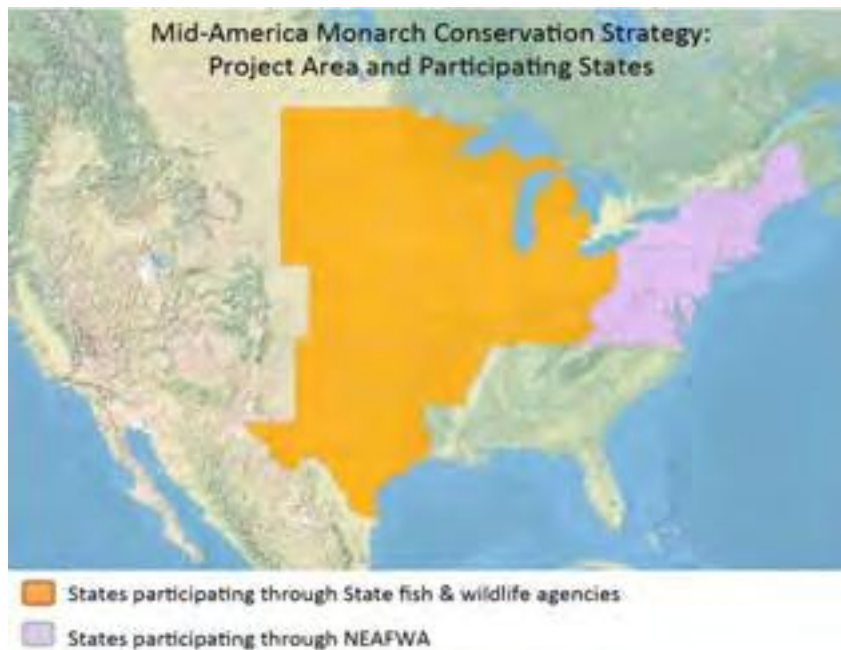 Mid-America Monarch Conservation Strategy:
Project Area and Participating States
States participating through State fish & wildlife agencies
States participating through NEAFWA